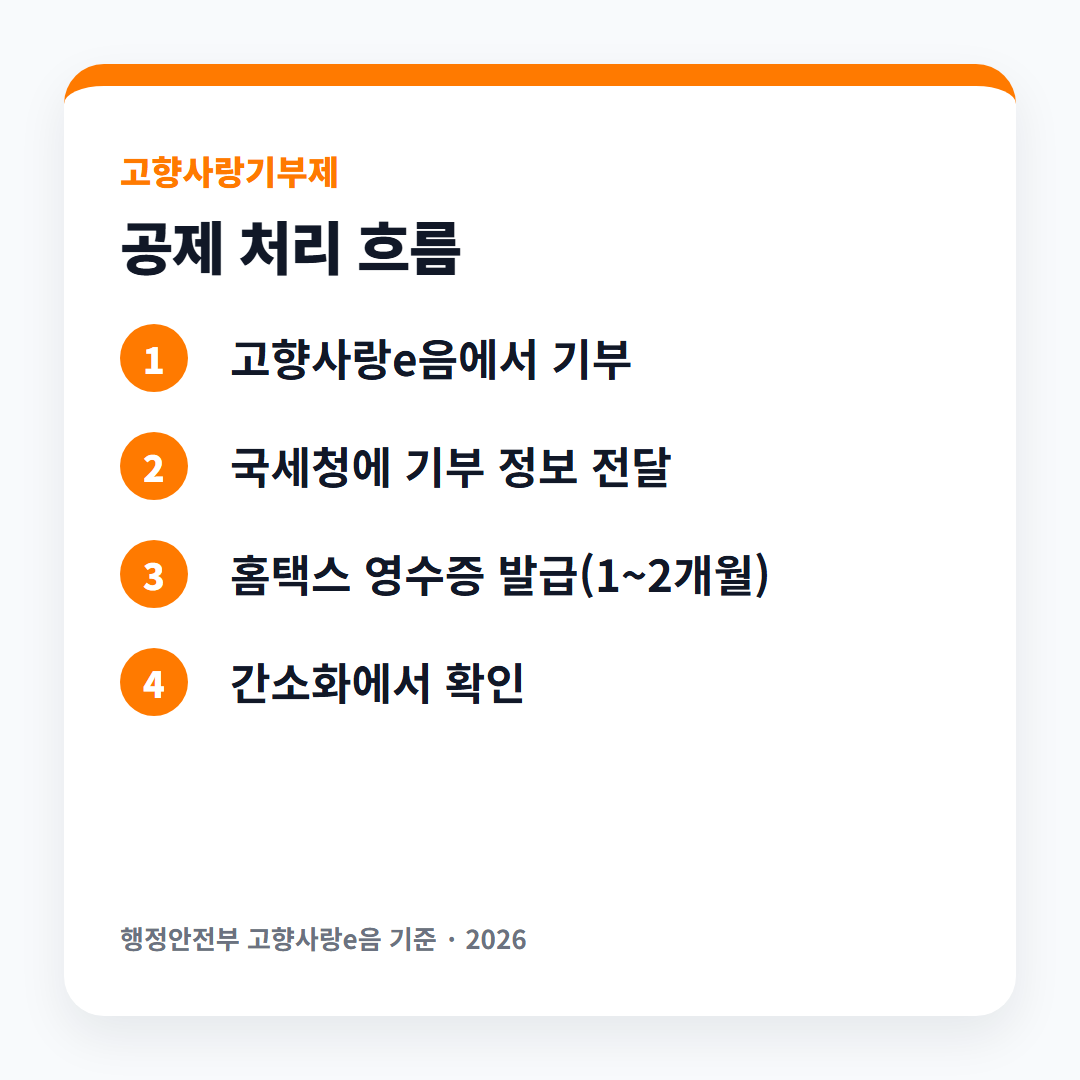 고향사랑기부제
공제 처리 흐름
1 고향사랑e음에서 기부
2 국세청에 기부 정보 전달
3 홈택스 영수증 발급(1~2개월)
4 간소화에서 확인
행정안전부 고향사랑e음 기준 · 2026